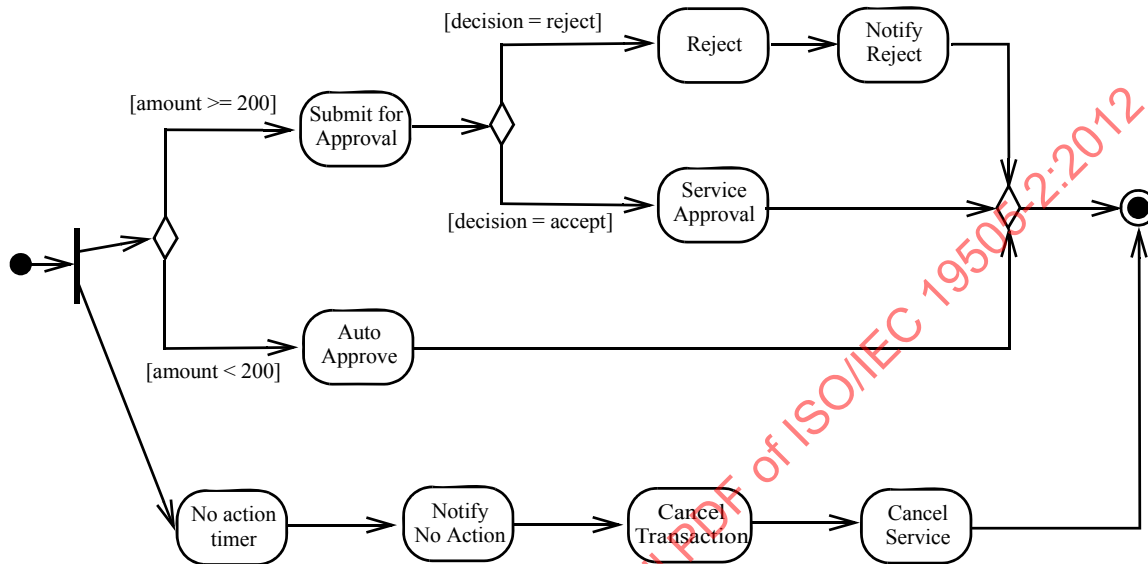 [decision = reject]
Reject
Notify
Reject
[amount >= 200]
Submit for
Approval
[decision = accept]
Service
Approval
[amount < 200]
Auto
Approve
No action
timer
Notify
No Action
Cancel
Transaction
Cancel
Service
PDF of ISO/IEC 19505-2:2012